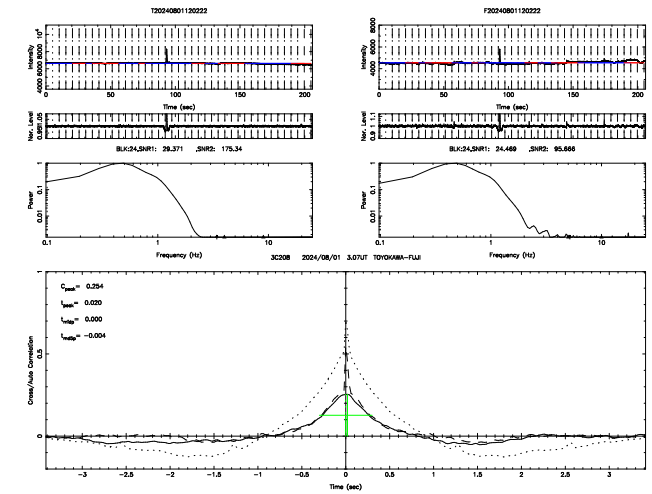 T20240801120222 F20240801120222
Intensity 4000 6000 8000 10⁴
0 50 100 150 200
Time (sec)
Intensity 4000 6000 8000
0 50 100 150 200
Time (sec)
Nor. Level
Nor. Level 0.9 1 1.1
BLK:24,SNR1: 29.371 ,SNR2: 175.34
BLK:24,SNR1: 24.469 ,SNR2: 95.666
Power 0.01 0.1 1
0.1 1 10
Frequency (Hz)
Power 0.01 0.1 1
0.1 1 10
Frequency (Hz)
3C208 2024/08/01 3.07UT TOYOKAWA-FUJI
Cross/Auto Correlation 0 0.5 1
C peak= 0.254
t peak= 0.020
t midp= 0.000
-3 -2.5 -2 -1.5 -1 -0.5 0 0.5 1 1.5 2 2.5 3
Time (sec)